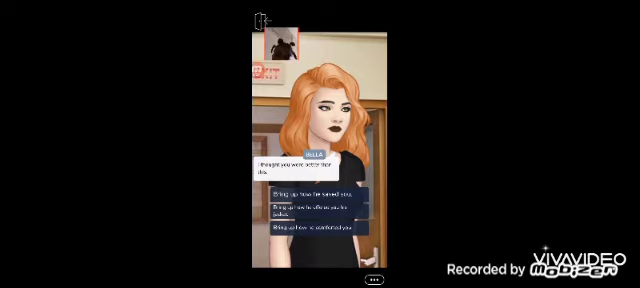 EXIT
BELLA
I thought you were better than
this.
Bring up how he saved you.
Bring up how he offered you his
jacket.
Bring up how he comforted you.
VIVAVIDEO
Recorded by MOBIZEN